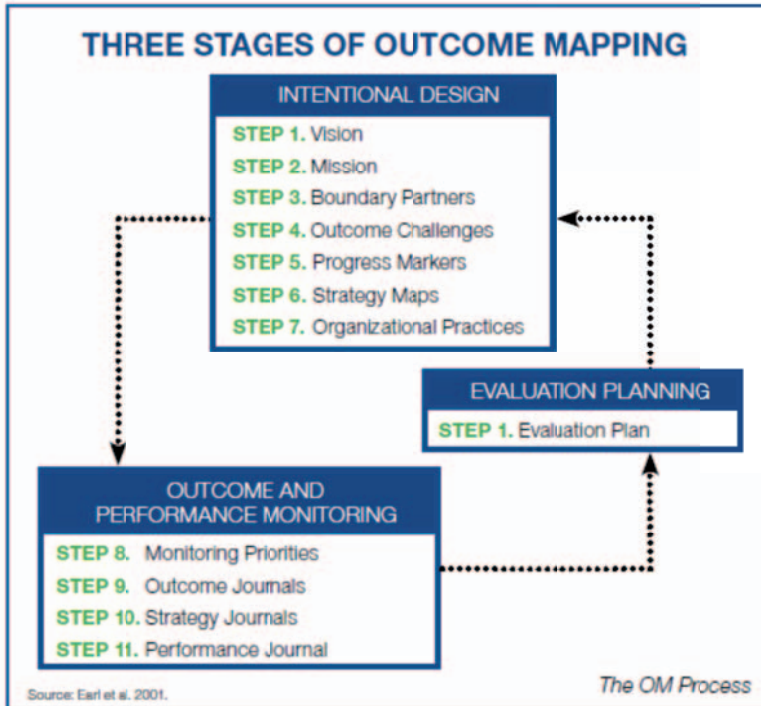 THREE STAGES OF OUTCOME MAPPING
INTENTIONAL DESIGN
STEP 1. Vision
STEP 2. Mission
STEP 3. Boundary Partners
STEP 4. Outcome Challenges
STEP 5. Progress Markers
STEP 6. Strategy Maps
STEP 7. Organizational Practices
EVALUATION PLANNING
STEP 1. Evaluation Plan
OUTCOME AND
PERFORMANCE MONITORING
STEP 8. Monitoring Priorities
STEP 9. Outcome Journals
STEP 10. Strategy Journals
STEP 11. Performance Journal
Source: Earl et al. 2001.
The OM Process